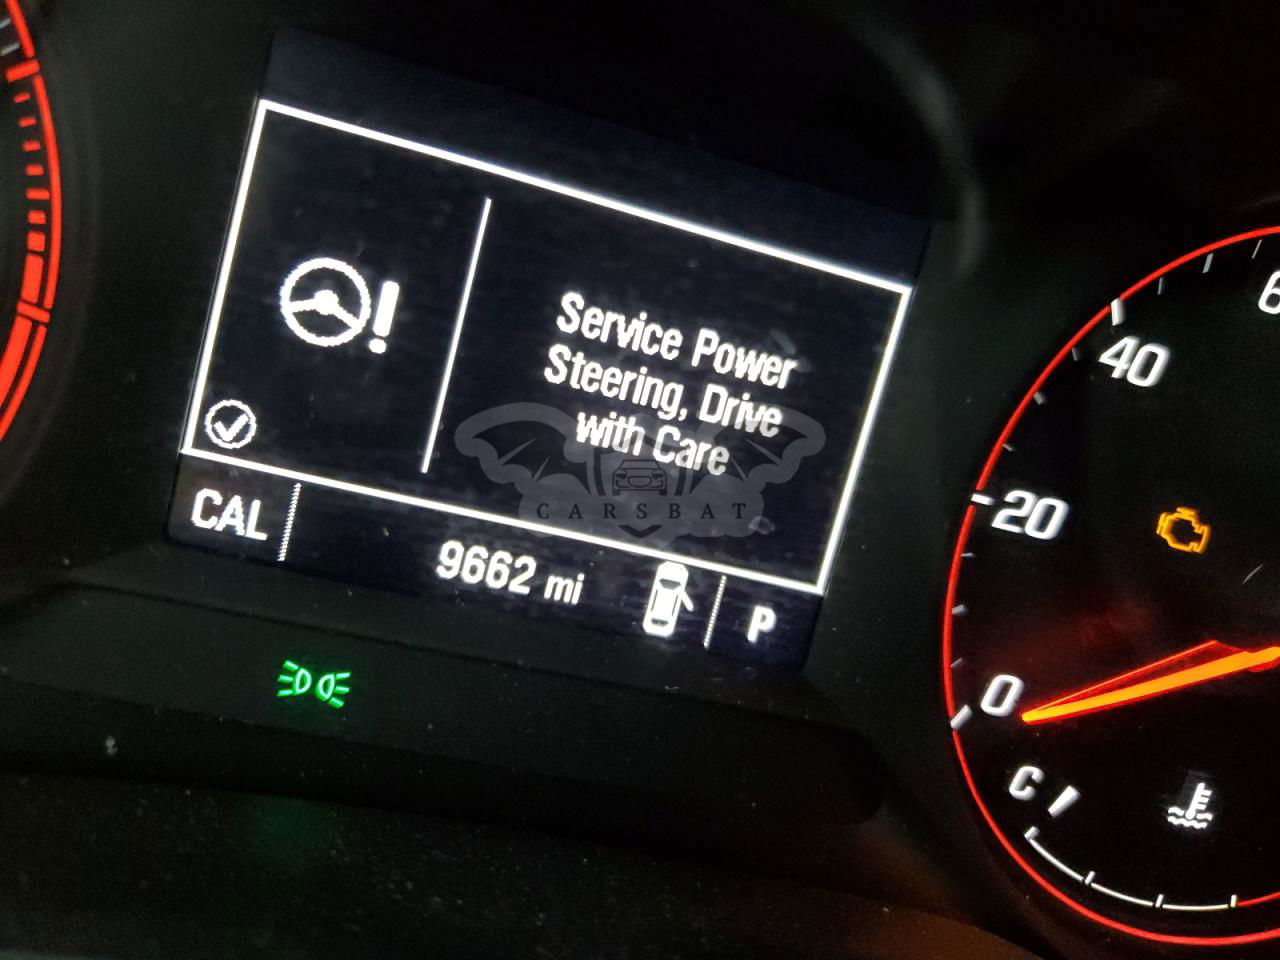 Service Power
Steering, Drive
with Care
CARSBAT
CAL
9662 mi
P
40
20
0
C